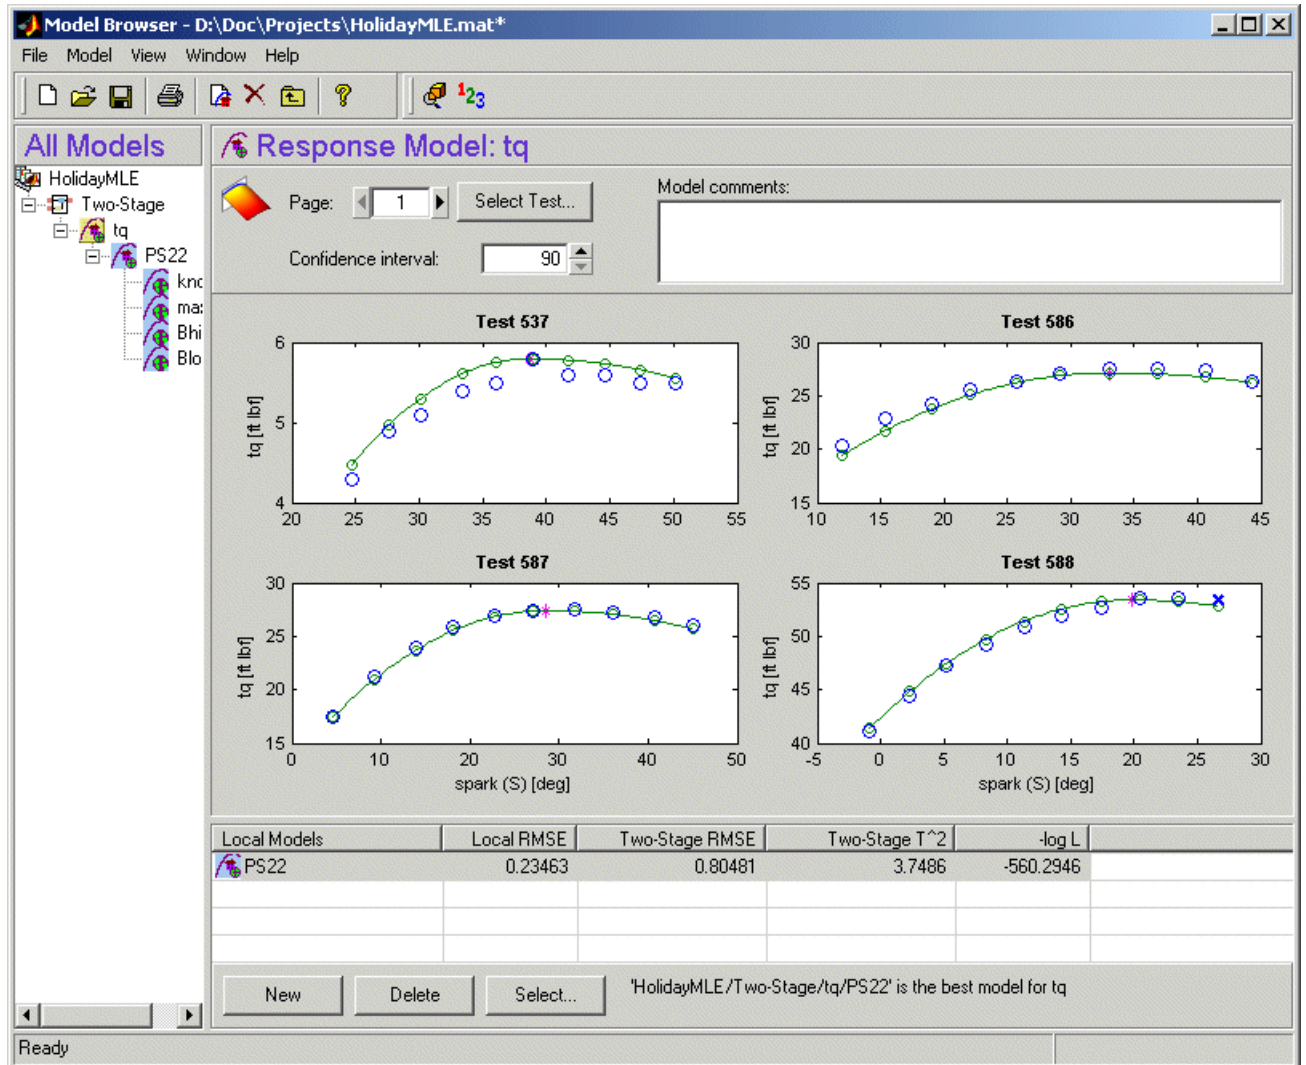 Model Browser - D:\Doc\Projects\HolidayMLE.mat*
File Model View Window Help
123
All Models
Response Model: tq
HolidayMLE
Two-Stage
tq
PS22
kno
max
Bhi
Blo
Page: 1 Select Test...
Model comments:
Confidence interval: 90
Test 537
6
5
4
tq [ft lbf]
20 25 30 35 40 45 50 55
Test 586
30
25
20
15
tq [ft lbf]
10 15 20 25 30 35 40 45
Test 587
30
25
20
15
tq [ft lbf]
0 10 20 30 40 50
spark (S) [deg]
Test 588
55
50
45
40
tq [ft lbf]
-5 0 5 10 15 20 25 30
spark (S) [deg]
Local Models Local RMSE Two-Stage RMSE Two-Stage T^2 -log L
PS22 0.23463 0.80481 3.7486 -560.2946
New Delete Select... 'HolidayMLE/Two-Stage/tq/PS22' is the best model for tq
Ready